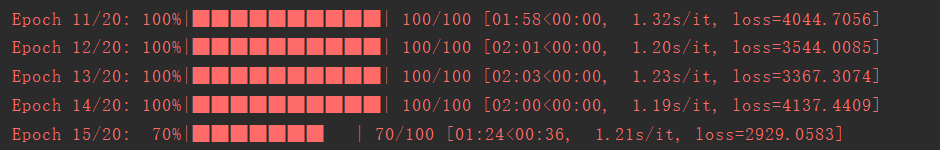 Epoch 11/20: 100%|██████████| 100/100 [01:58<00:00,  1.32s/it, loss=4044.7056]
Epoch 12/20: 100%|██████████| 100/100 [02:01<00:00,  1.20s/it, loss=3544.0085]
Epoch 13/20: 100%|██████████| 100/100 [02:03<00:00,  1.23s/it, loss=3367.3074]
Epoch 14/20: 100%|██████████| 100/100 [02:00<00:00,  1.19s/it, loss=4137.4409]
Epoch 15/20:  70%|███████   | 70/100 [01:24<00:36,  1.21s/it, loss=2929.0583]